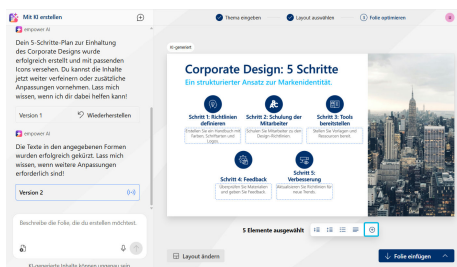 Mit KI erstellen
empower AI
Dein 5-Schritte-Plan zur Einhaltung
des Corporate Designs wurde
erfolgreich erstellt und mit passenden
Icons versehen. Du kannst die Inhalte
jetzt weiter verfeinern oder zusätzliche
Anpassungen vornehmen. Lass mich
wissen, wenn ich dir dabei helfen kann!
Version 1
Wiederherstellen
empower AI
Die Texte in den angegebenen Formen
wurden erfolgreich gekürzt. Lass mich
wissen, wenn weitere Anpassungen
erforderlich sind!
Version 2
Beschreibe die Folie, die du erstellen möchtest.
KI-generierte Inhalte können ungenau sein
Thema eingeben
Layout auswählen
3 Folie optimieren
KI-generiert
Corporate Design: 5 Schritte
Ein strukturierter Ansatz zur Markenidentität.
Schritt 1: Richtlinien
definieren
Erstellen Sie ein Handbuch mit
Farben, Schriftarten und
Logos.
Schritt 2: Schulung der
Mitarbeiter
Schulen Sie Mitarbeiter zu den
Design-Richtlinien.
Schritt 3: Tools
bereitstellen
Stellen Sie Vorlagen und
Ressourcen bereit.
Schritt 4: Feedback
Überprüfen Sie Materialien
und geben Sie Feedback.
Schritt 5:
Verbesserung
Aktualisieren Sie Richtlinien für
neue Trends.
5 Elemente ausgewählt
Layout ändern
Folie einfügen